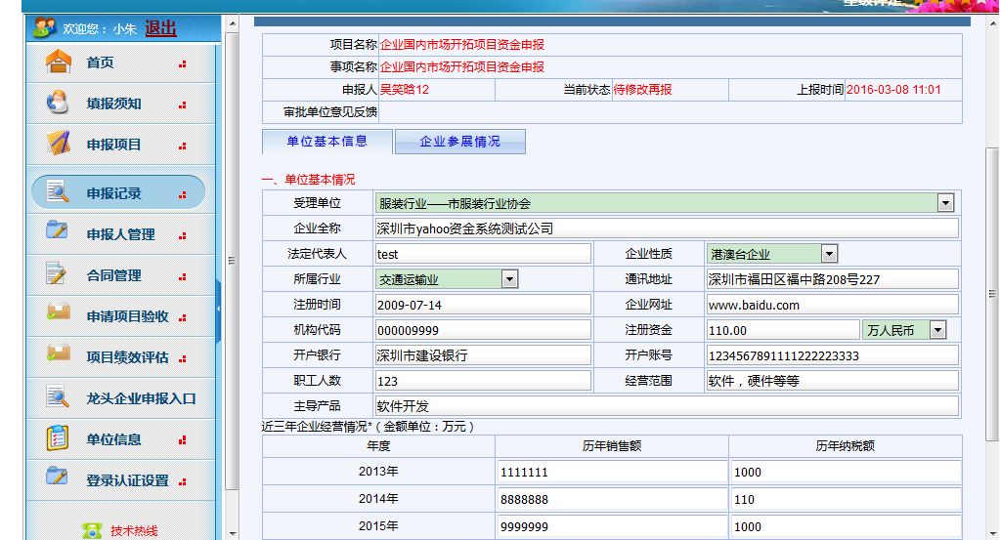 欢迎您： 小朱 退出
首页
填报须知
申报项目
申报记录
申报人管理
合同管理
申请项目验收
项目绩效评估
龙头企业申报入口
单位信息
登录认证设置
技术热线
项目名称 企业国内市场开拓项目资金申报
事项名称 企业国内市场开拓项目资金申报
申报人 吴笑晗12 当前状态 待修改再报 上报时间 2016-03-08 11:01
审批单位意见反馈
单位基本信息 企业参展情况
一、单位基本情况
受理单位 服装行业——市服装行业协会
企业全称 深圳市yahoo资金系统测试公司
法定代表人 test 企业性质 港澳台企业
所属行业 交通运输业 通讯地址 深圳市福田区福中路208号227
注册时间 2009-07-14 企业网址 www.baidu.com
机构代码 000009999 注册资金 110.00 万人民币
开户银行 深圳市建设银行 开户账号 1234567891111222223333
职工人数 123 经营范围 软件，硬件等等
主导产品 软件开发
近三年企业经营情况*（金额单位：万元）
年度 历年销售额 历年纳税额
2013年 1111111 1000
2014年 8888888 110
2015年 9999999 1000